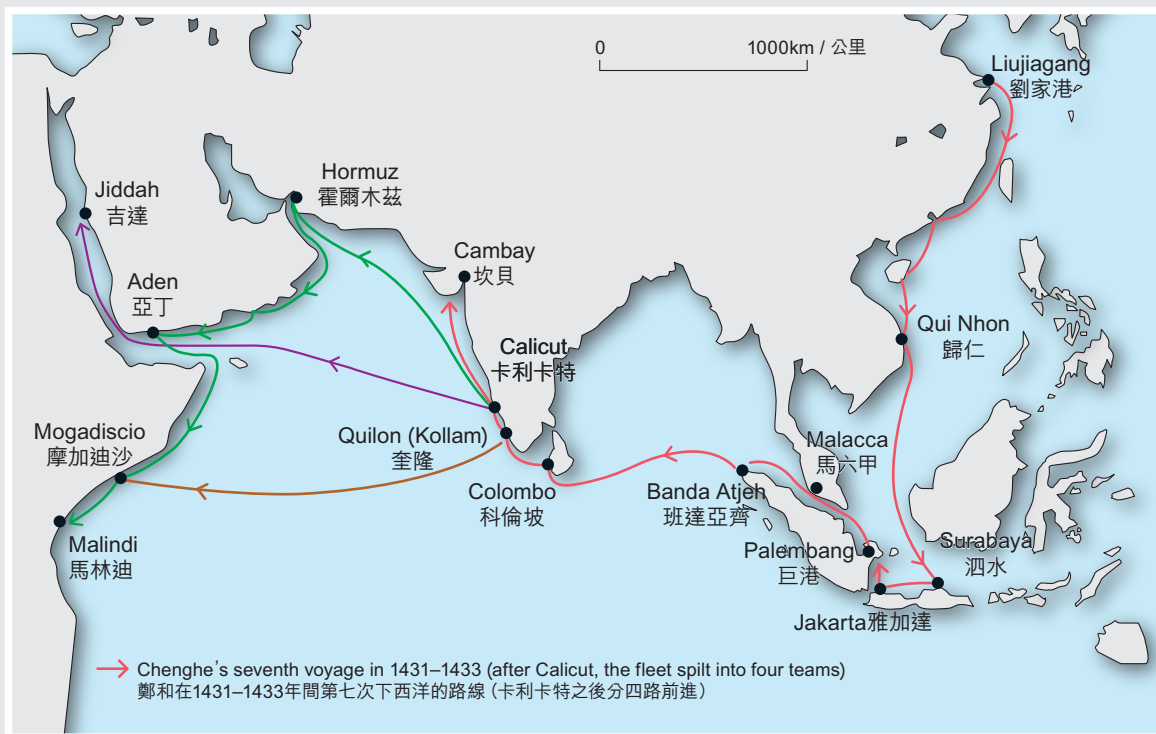 0 1000km / 公里
Liujiagang
劉家港
Hormuz
霍爾木茲
Jiddah
吉達
Cambay
坎貝
Aden
亞丁
Qui Nhon
歸仁
Calicut
卡利卡特
Mogadiscio
摩加迪沙
Quilon (Kollam)
奎隆
Malacca
馬六甲
Colombo
科倫坡
Banda Atjeh
班達亞齊
Malindi
馬林迪
Palembang
巨港
Surabaya
泗水
Jakarta雅加達
Chenghe's seventh voyage in 1431–1433 (after Calicut, the fleet spilt into four teams)
鄭和在1431–1433年間第七次下西洋的路線（卡利卡特之後分四路前進）